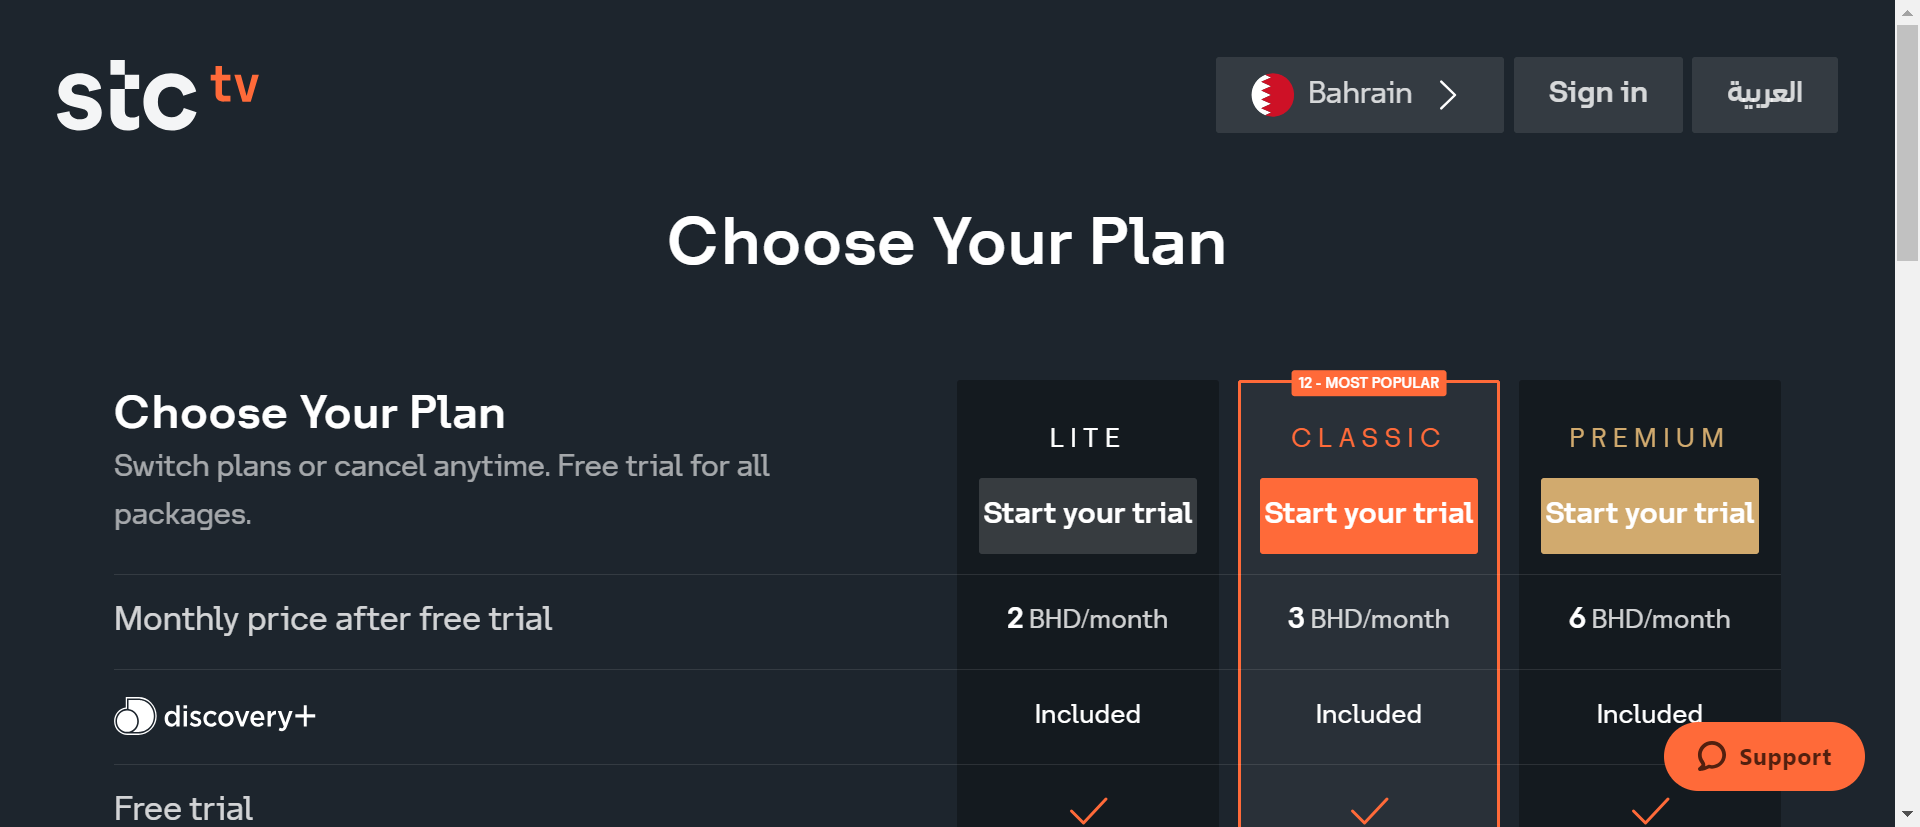 stc tv
Bahrain
Sign in
العربية
Choose Your Plan
Choose Your Plan
Switch plans or cancel anytime. Free trial for all
packages.
LITE
Start your trial
12 - MOST POPULAR
CLASSIC
Start your trial
PREMIUM
Start your trial
Monthly price after free trial
2 BHD/month
3 BHD/month
6 BHD/month
discovery+
Included
Included
Included
Free trial
Support